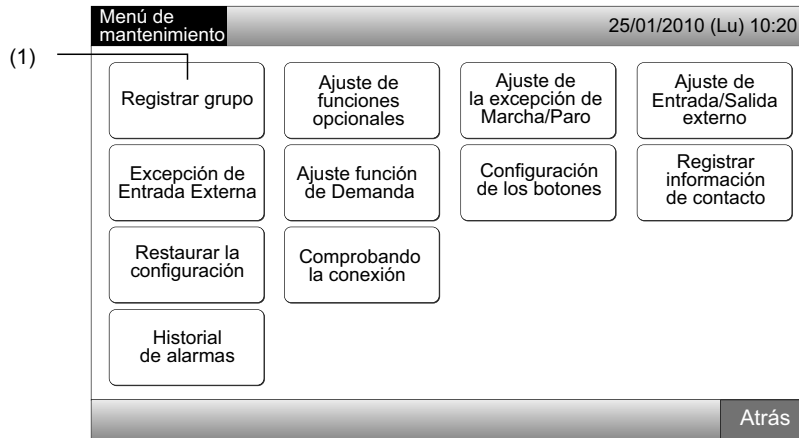 Menú de
mantenimiento
25/01/2010 (Lu) 10:20
(1)
Registrar grupo
Ajuste de
funciones
opcionales
Ajuste de
la excepción de
Marcha/Paro
Ajuste de
Entrada/Salida
externo
Excepción de
Entrada Externa
Ajuste función
de Demanda
Configuración
de los botones
Registrar
información
de contacto
Restaurar la
configuración
Comprobando
la conexión
Historial
de alarmas
Atrás